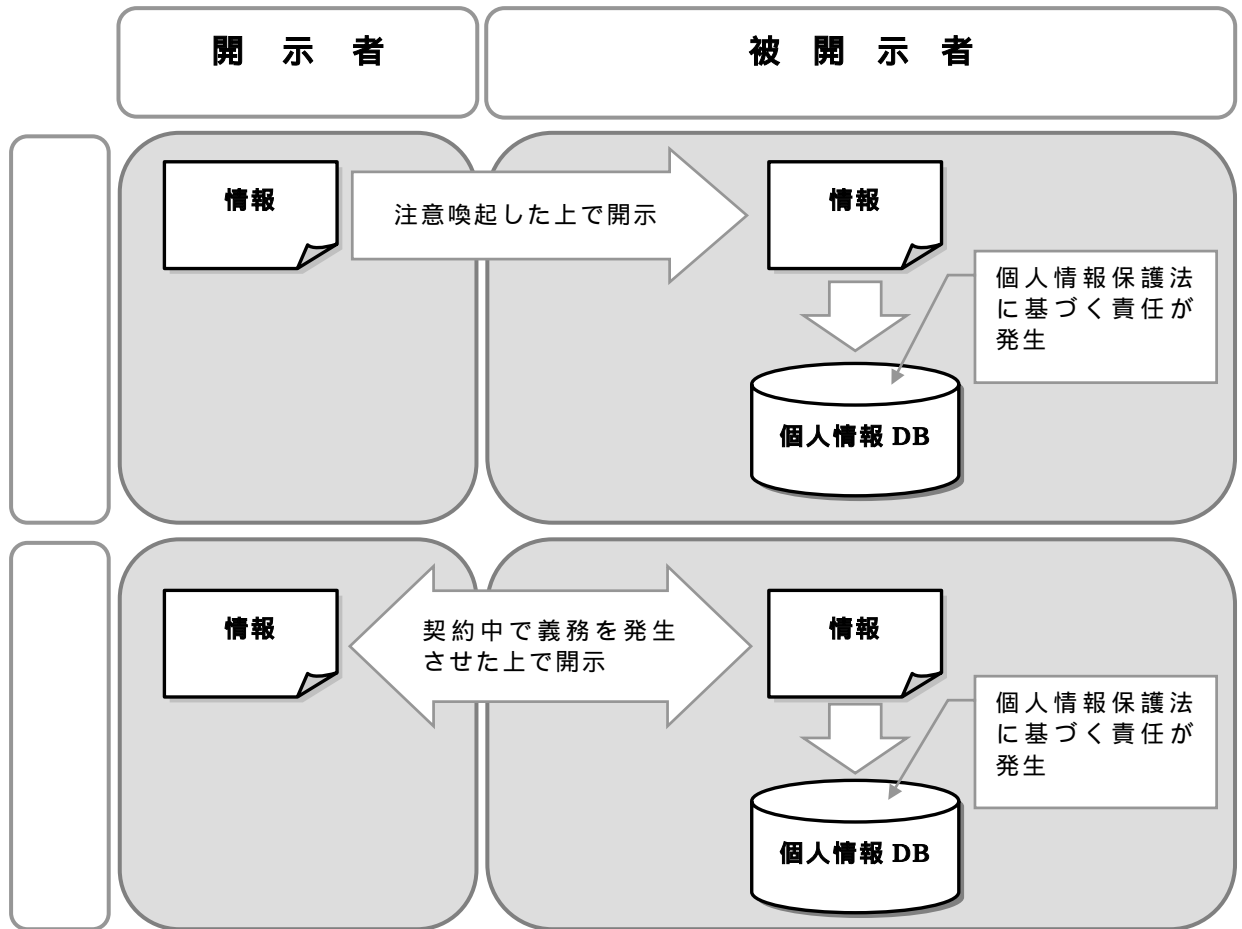 開示者
被開示者
情報
注意喚起した上で開示
情報
個人情報保護法
に基づく責任が
発生
個人情報 DB
情報
契約中で義務を発生
させた上で開示
情報
個人情報保護法
に基づく責任が
発生
個人情報 DB